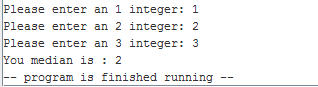 Please enter an 1 integer: 1
Please enter an 2 integer: 2
Please enter an 3 integer: 3
You median is : 2
-- program is finished running --